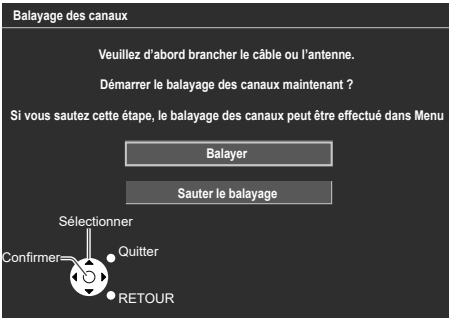 Balayage des canaux
Veuillez d'abord brancher le câble ou l'antenne.
Démarrer le balayage des canaux maintenant ?
Si vous sautez cette étape, le balayage des canaux peut être effectué dans Menu
Balayer
Sauter le balayage
Sélectionner
Confirmer
Quitter
RETOUR